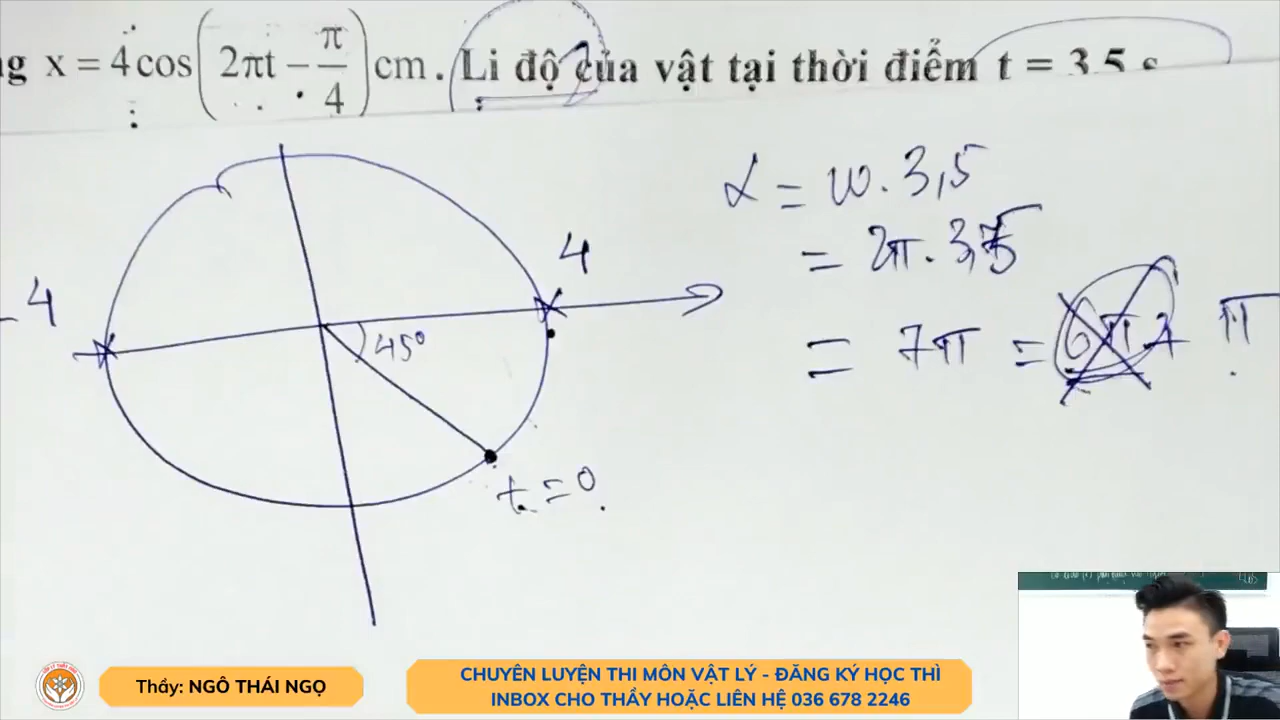 g x = 4cos(2πt − π/4) cm. Li độ của vật tại thời điểm t = 3,5 s
α = ω. 3,5
= 2π. 3,5
= 7π = 6π + π
4
-4
45°
t = 0
Thầy: NGÔ THÁI NGỌ
CHUYÊN LUYỆN THI MÔN VẬT LÝ - ĐĂNG KÝ HỌC THÌ
INBOX CHO THẦY HOẶC LIÊN HỆ 036 678 2246